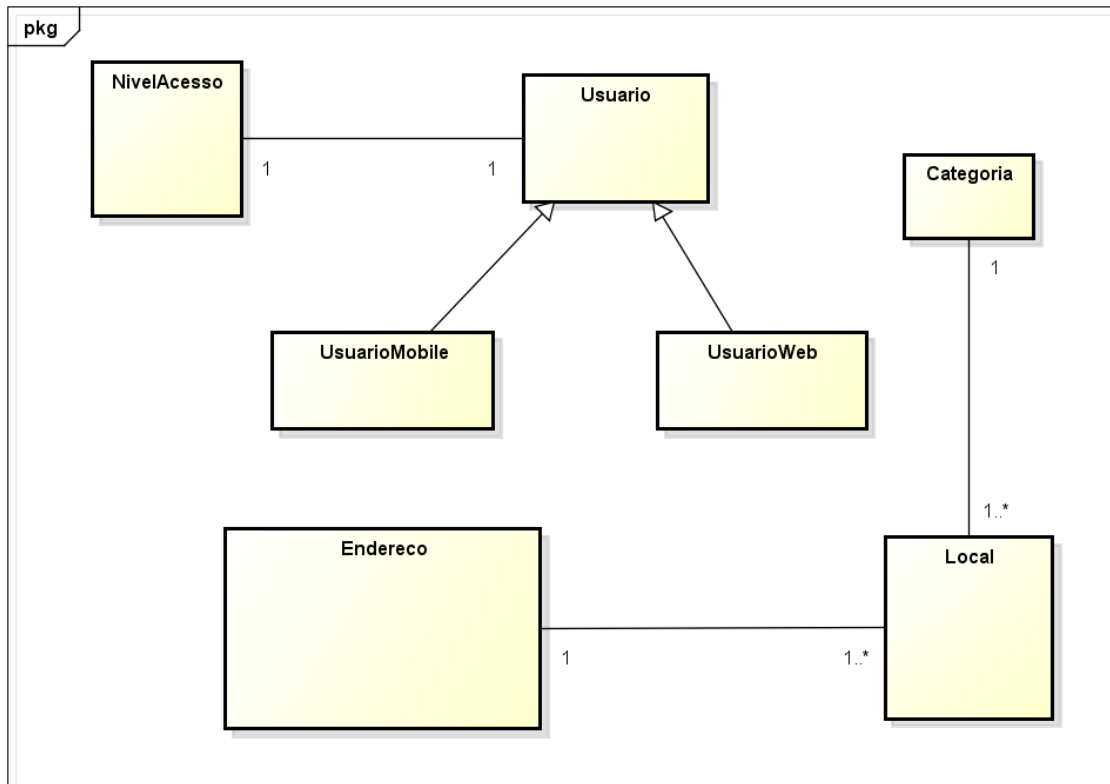 pkg
NivelAcesso
Usuario
1
1
Categoria
1
UsuarioMobile
UsuarioWeb
1..*
Endereco
Local
1
1..*